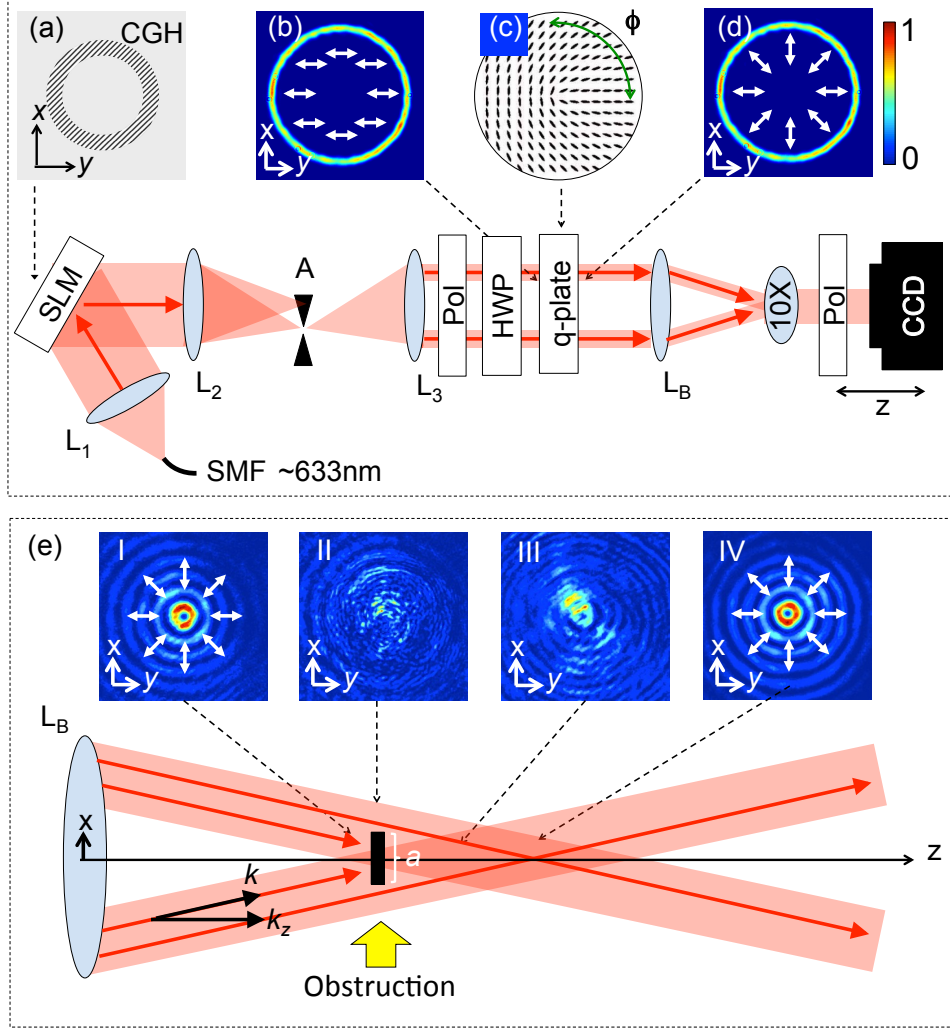 (a)
CGH
x
y
(b)
x
y
(c)
ϕ
(d)
x
y
1
0
SLM
L1
L2
A
L3
Pol
HWP
q-plate
LB
10X
Pol
CCD
z
SMF ~633nm
(e)
I
x
y
II
x
y
III
x
y
IV
x
y
LB
x
a
z
k
kz
Obstruction